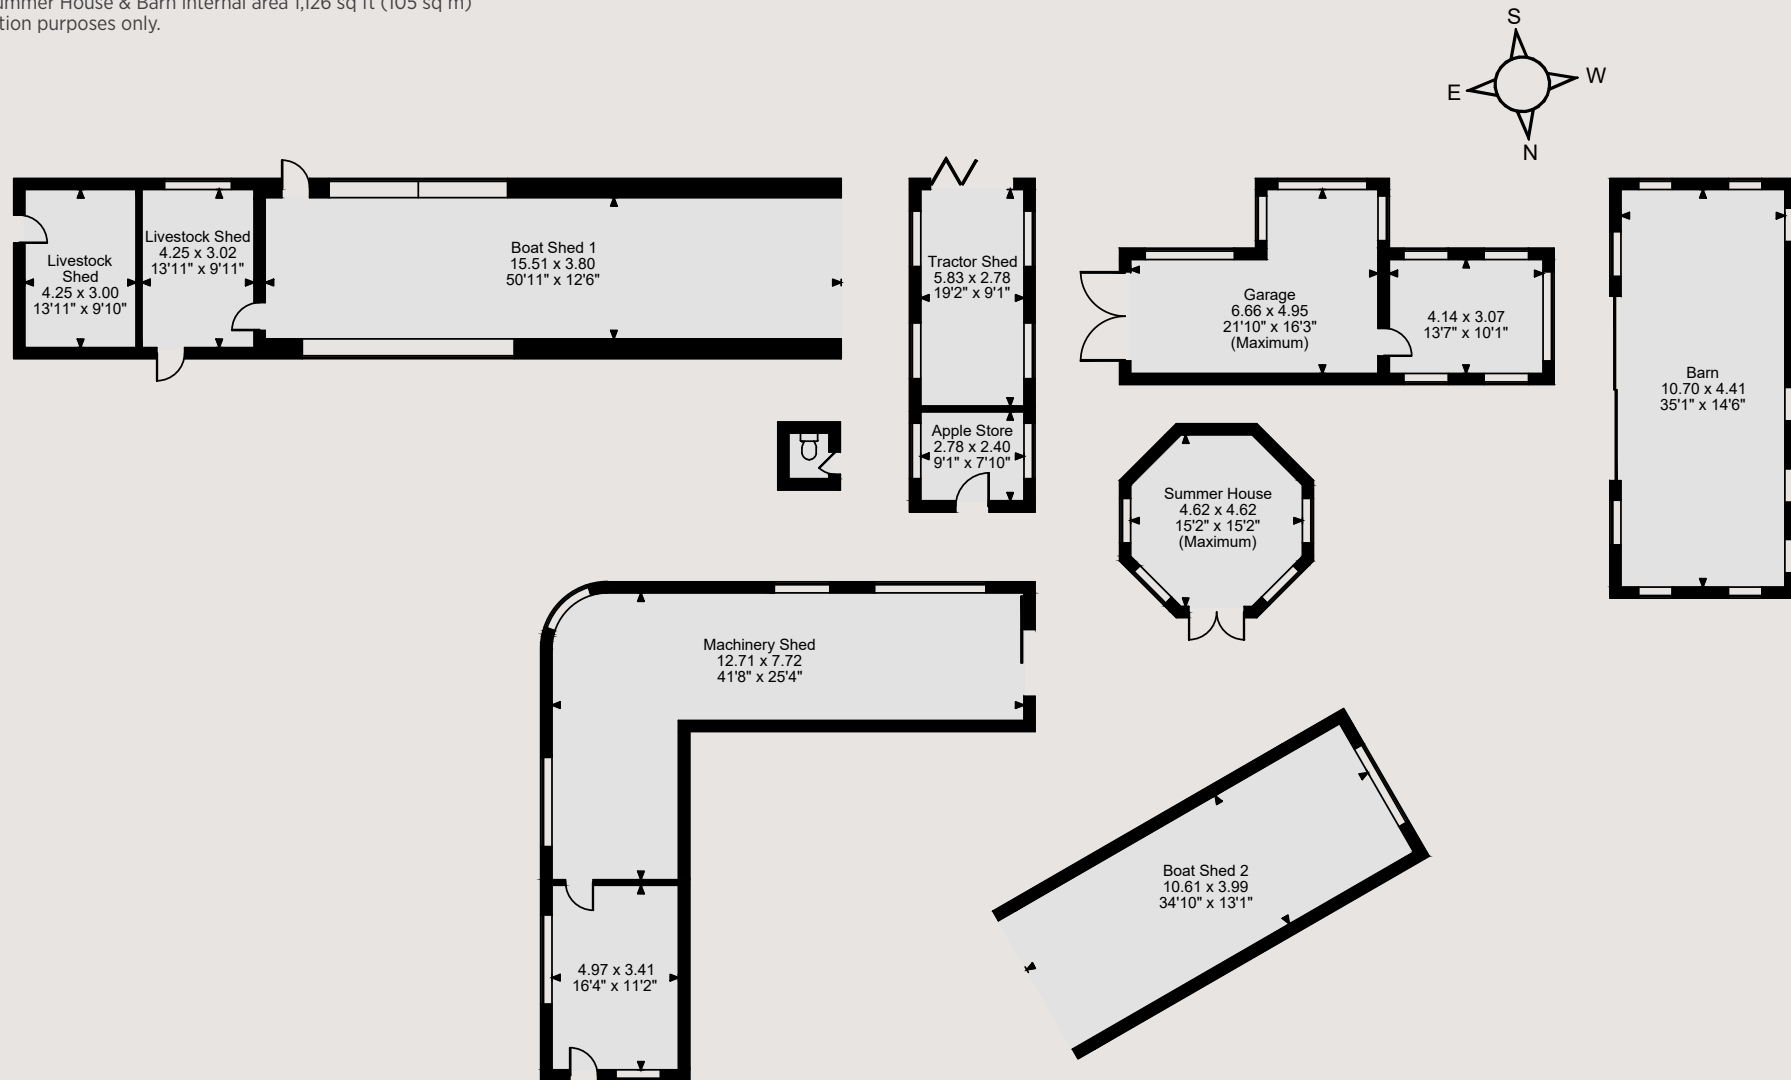 Summer House & Barn internal area 1,126 sq ft (105 sq m)
purposes only.
S
E
W
N
Livestock
Shed
4.25 x 3.00
13'11" x 9'10"
Livestock Shed
4.25 x 3.02
13'11" x 9'11"
Boat Shed 1
15.51 x 3.80
50'11" x 12'6"
Tractor Shed
5.83 x 2.78
19'2" x 9'1"
Apple Store
2.78 x 2.40
9'1" x 7'10"
Garage
6.66 x 4.95
21'10" x 16'3"
(Maximum)
4.14 x 3.07
13'7" x 10'1"
Barn
10.70 x 4.41
35'1" x 14'6"
Summer House
4.62 x 4.62
15'2" x 15'2"
(Maximum)
Machinery Shed
12.71 x 7.72
41'8" x 25'4"
4.97 x 3.41
16'4" x 11'2"
Boat Shed 2
10.61 x 3.99
34'10" x 13'1"